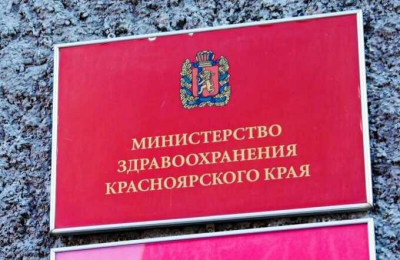 МИНИСТЕРСТВО
ЗДРАВООХРАНЕНИЯ
КРАСНОЯРСКОГО КРАЯ